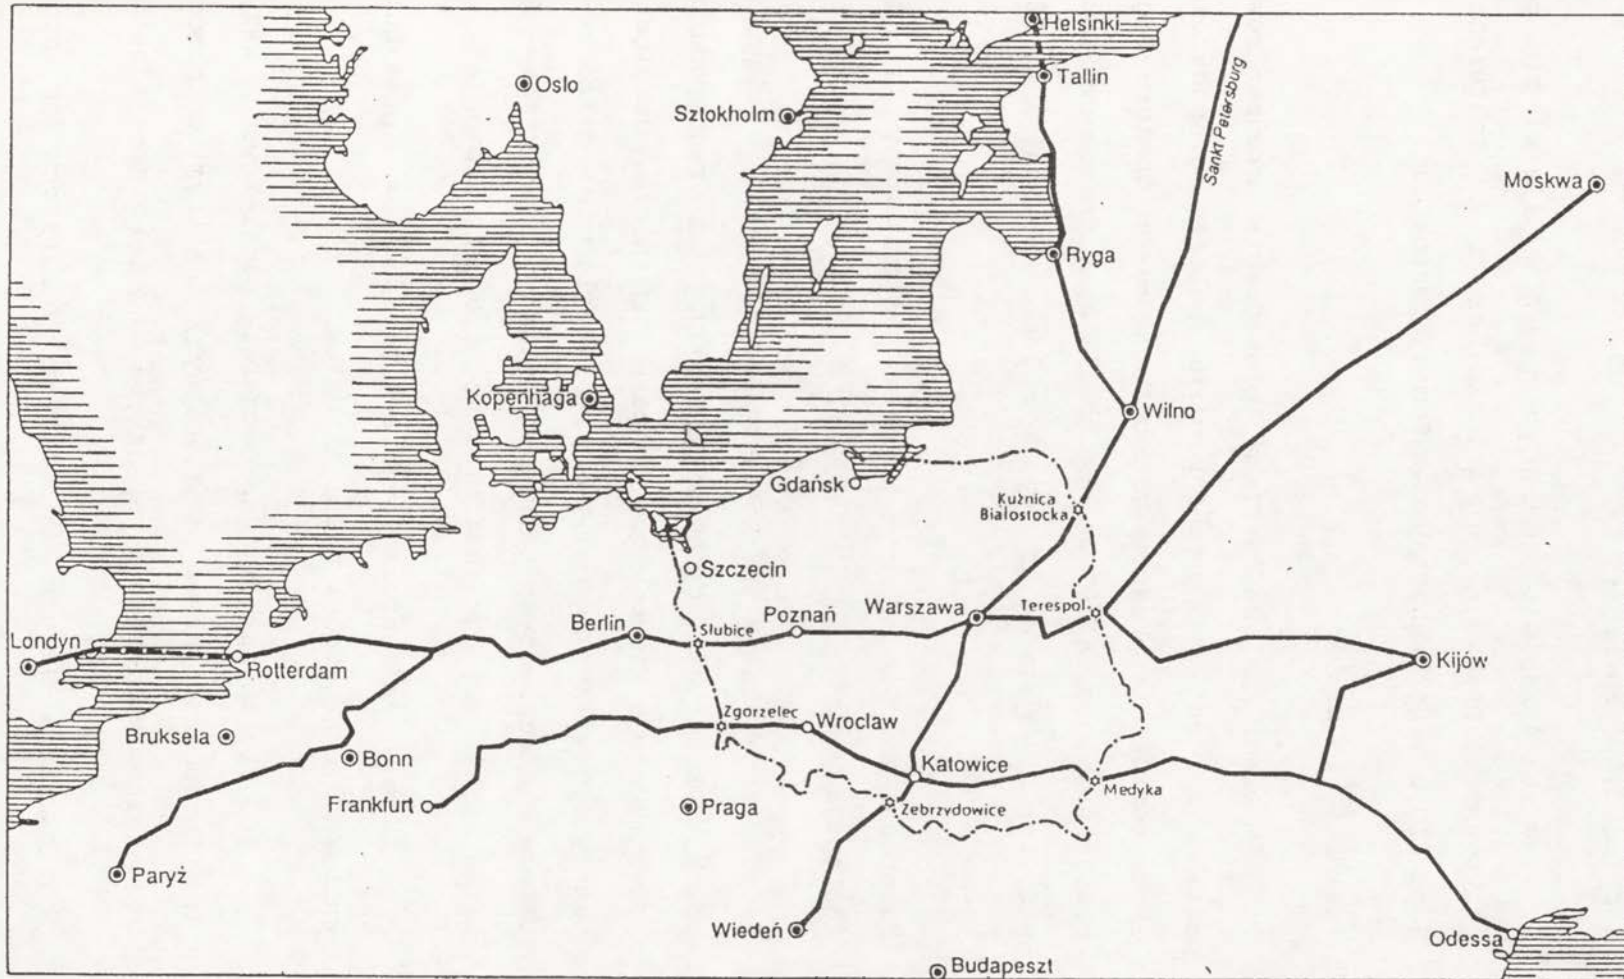 Helsinki
Oslo
Tallin
Sztokholm
Sankt Petersburg
Moskwa
Ryga
Kopenhaga
Wilno
Gdańsk
Kuźnica
Białostocka
Szczecin
Warszawa
Terespol
Poznań
Berlin
Słubice
Londyn
Rotterdam
Kijów
Zgorzelec
Wroclaw
Bruksela
Bonn
Katowice
Medyka
Frankfurt
Praga
Zebrzydowice
Paryż
Wiedeń
Odessa
Budapeszt